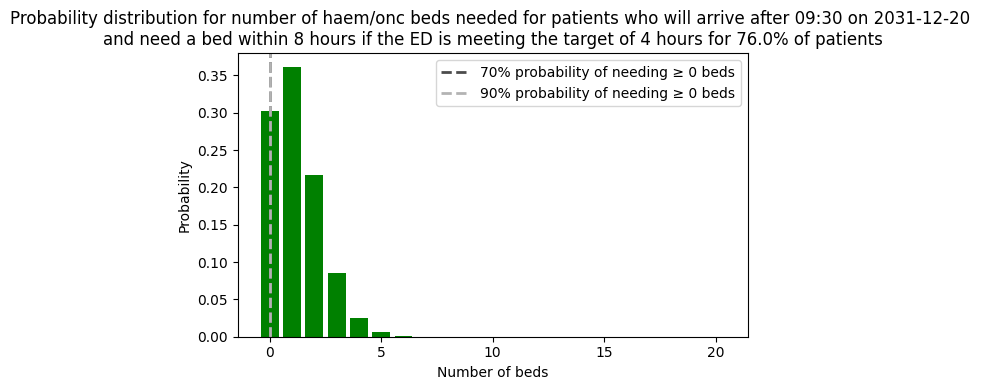 Probability distribution for number of haem/onc beds needed for patients who will arrive after 09:30 on 2031-12-20
and need a bed within 8 hours if the ED is meeting the target of 4 hours for 76.0% of patients
70% probability of needing ≥ 0 beds
90% probability of needing ≥ 0 beds
Probability
0.35
0.30
0.25
0.20
0.15
0.10
0.05
0.00
0 5 10 15 20
Number of beds